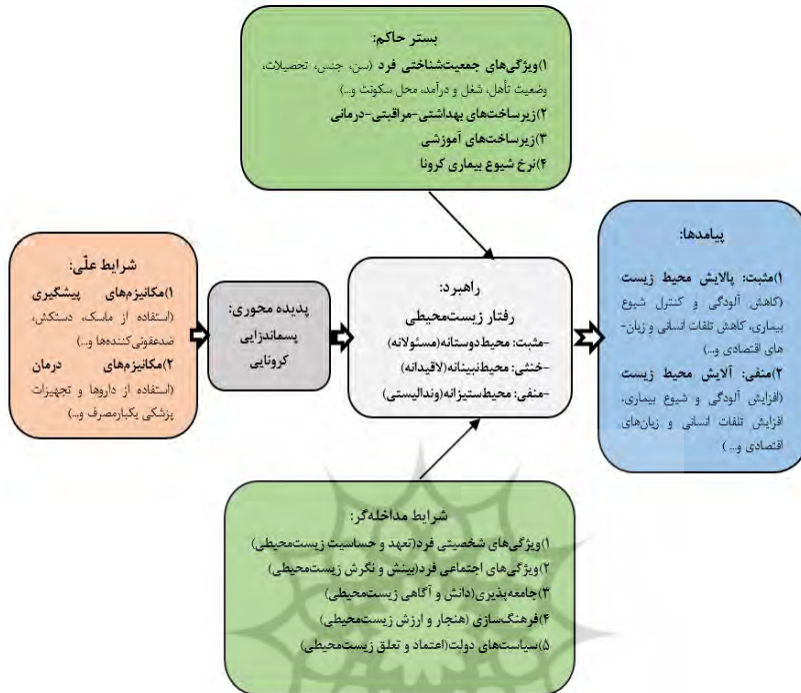 بستر حاکم:
۱)ویژگی‌های جمعیت‌شناختی فرد (سن، جنس، تحصیلات،
وضعیت تأهل، شغل و درآمد، محل سکونت و...)
۲)زیرساخت‌های بهداشتی-مراقبتی-درمانی
۳)زیرساخت‌های آموزشی
۴)نرخ شیوع بیماری کرونا
شرایط علّی:
۱)مکانیزم‌های پیشگیری
(استفاده از ماسک، دستکش،
ضدعفونی‌کننده‌ها و...)
۲)مکانیزم‌های درمان
(استفاده از داروها و تجهیزات
پزشکی یکبارمصرف و...)
پدیده محوری:
پسماندزایی
کرونایی
راهبرد:
رفتار زیست‌محیطی
-مثبت: محیط‌دوستانه(مسئولانه)
-خنثی: محیط‌نبینانه(لاقیدانه)
-منفی: محیط‌ستیزانه(وندالیستی)
پیامدها:
۱)مثبت: پالایش محیط زیست
(کاهش آلودگی و کنترل شیوع
بیماری، کاهش تلفات انسانی و زیان-
های اقتصادی و...)
۲)منفی: آلایش محیط زیست
(افزایش آلودگی و شیوع بیماری،
افزایش تلفات انسانی و زیان‌های
اقتصادی و... )
شرایط مداخله‌گر:
۱)ویژگی‌های شخصیتی فرد(تعهد و حساسیت زیست‌محیطی)
۲)ویژگی‌های اجتماعی فرد(بینش و نگرش زیست‌محیطی)
۳)جامعه‌پذیری(دانش و آگاهی زیست‌محیطی)
۴)فرهنگ‌سازی (هنجار و ارزش زیست‌محیطی)
۵)سیاست‌های دولت(اعتماد و تعلق زیست‌محیطی)